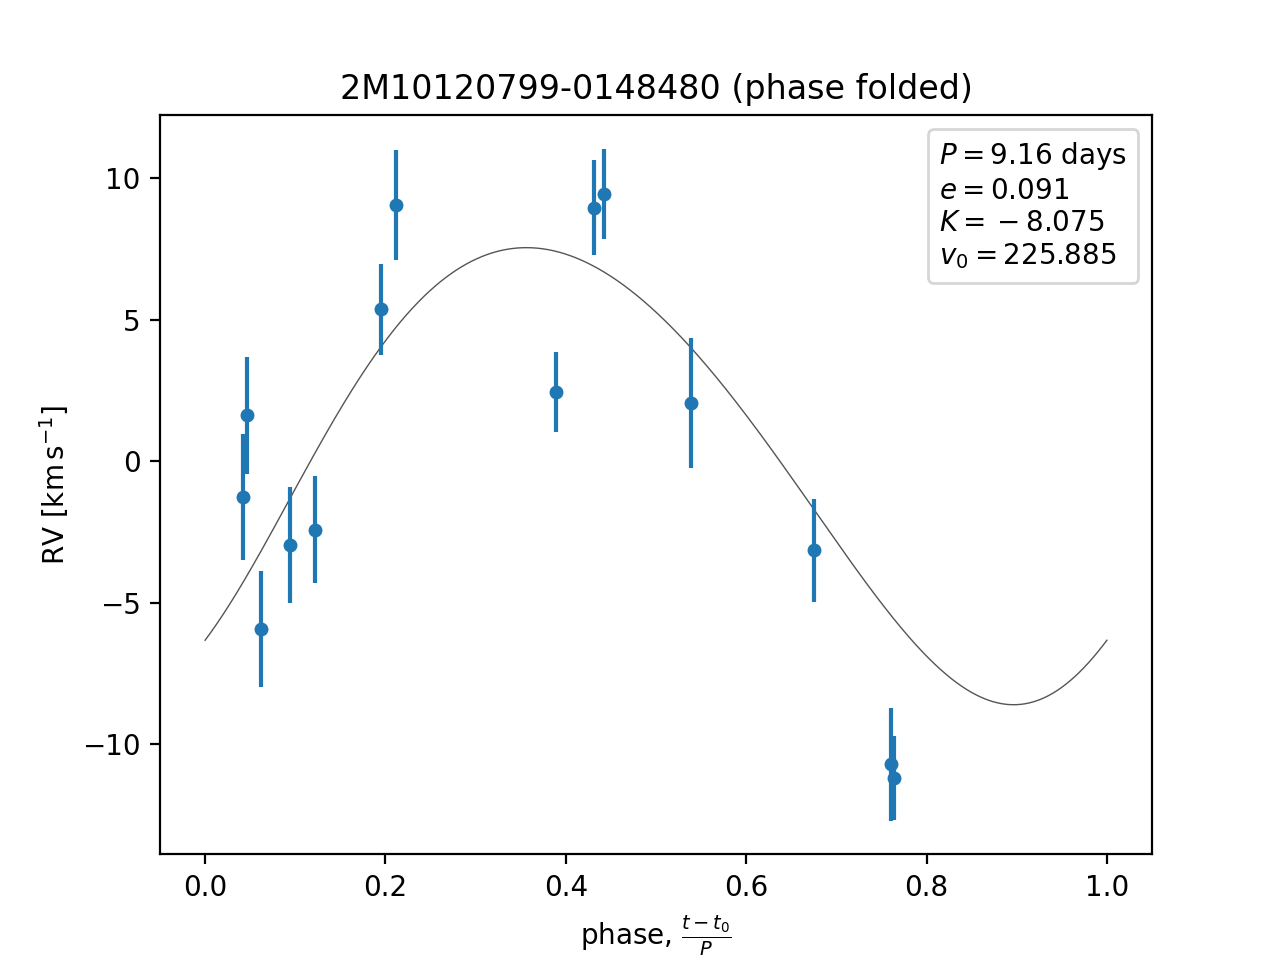 2M10120799-0148480 (phase folded)
P = 9.16 days
e = 0.091
K = −8.075
v₀ = 225.885
10
5
0
−5
−10
RV [km s⁻¹]
0.0 0.2 0.4 0.6 0.8 1.0
phase, (t − t₀)/P